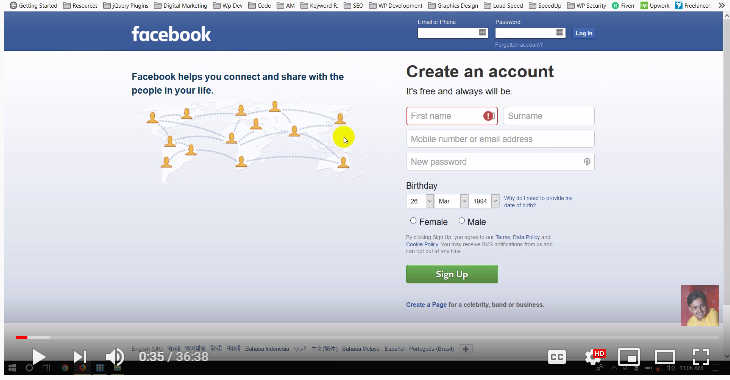 Getting Started Resources jQuery Plugins Digital Marketing Wp Dev Code AM Keyword R. SEO WP Development Graphics Design Load Speed SpeedUp WP Security Fiverr Upwork Freelancer
facebook
Email or Phone Password
Log In
Forgotten account?
Facebook helps you connect and share with the
people in your life.
Create an account
It's free and always will be.
First name Surname
Mobile number or email address
New password
Birthday
26 Mar 1994 Why do I need to provide my
date of birth?
Female Male
By clicking Sign Up, you agree to our Terms, Data Policy and
Cookie Policy. You may receive SMS notifications from us and
can opt out at any time.
Sign Up
Create a Page for a celebrity, band or business.
English (UK) বাংলা অসমীয়া हिन्दी नेपाली Bahasa Indonesia العربية 中文(简体) Bahasa Melayu Español Português (Brasil) +
0:35 / 36:38 CC HD
11:06 AM